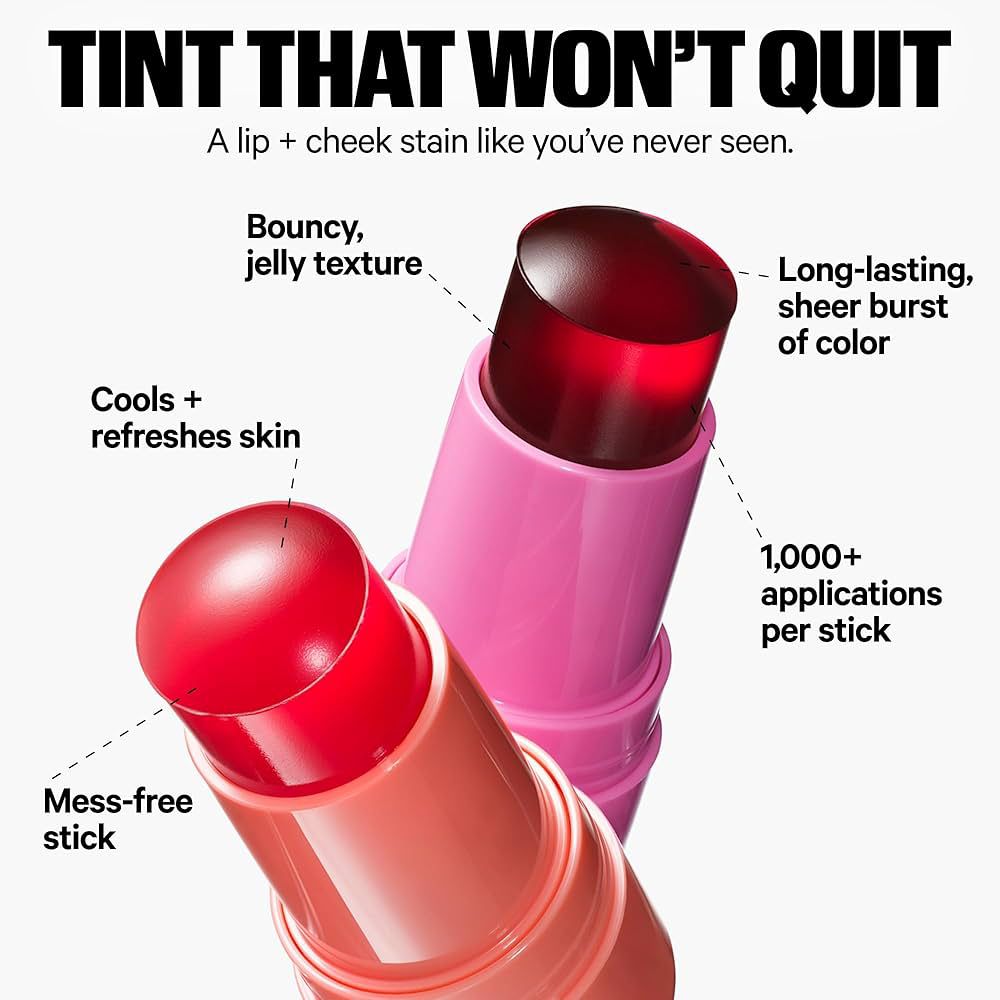 TINT THAT WON'T QUIT
A lip + cheek stain like you've never seen.
Bouncy,
jelly texture
Long-lasting,
sheer burst
of color
Cools +
refreshes skin
1,000+
applications
per stick
Mess-free
stick